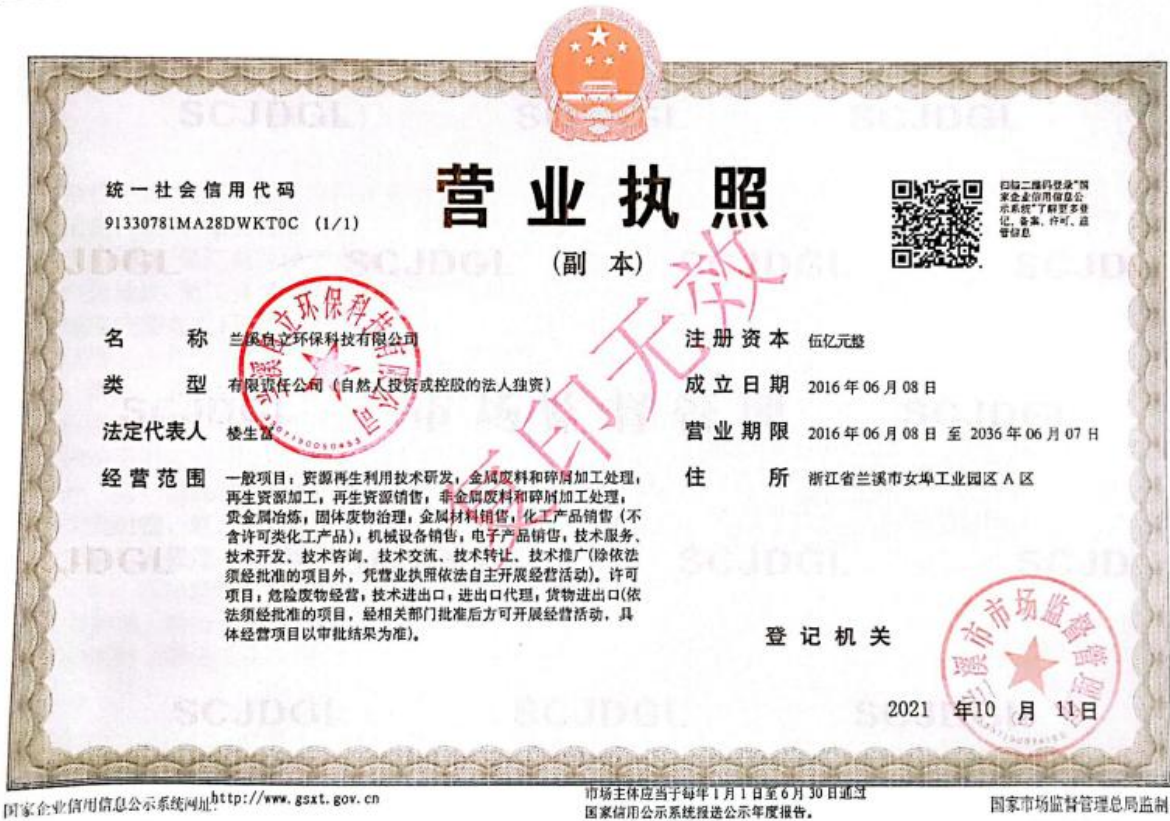 营业执照
(副 本)
统一社会信用代码
91330781MA28DWKT0C (1/1)
扫描二维码登录“国
家企业信用信息公
示系统”了解更多登
记、备案、许可、监
管信息
名 称 兰溪自立环保科技有限公司
类 型 有限责任公司(自然人投资或控股的法人独资)
法定代表人 楼生富
经营范围 一般项目:资源再生利用技术研发;金属废料和碎屑加工处理;
再生资源加工;再生资源销售;非金属废料和碎屑加工处理;
贵金属冶炼;固体废物治理;金属材料销售;化工产品销售(不
含许可类化工产品);机械设备销售;电子产品销售;技术服务、
技术开发、技术咨询、技术交流、技术转让、技术推广(除依法
须经批准的项目外,凭营业执照依法自主开展经营活动)。许可
项目:危险废物经营;技术进出口;进出口代理;货物进出口(依
法须经批准的项目,经相关部门批准后方可开展经营活动,具
体经营项目以审批结果为准)。
注册资本 伍亿元整
成立日期 2016年06月08日
营业期限 2016年06月08日 至 2036年06月07日
住 所 浙江省兰溪市女埠工业园区A区
复印无效
兰溪自立环保科技有限公司
登记机关
兰溪市市场监督管理局
2021 年10 月 11日
SCJDGL
国家企业信用信息公示系统网址:http://www.gsxt.gov.cn
市场主体应当于每年1月1日至6月30日通过
国家信用公示系统报送公示年度报告。
国家市场监督管理总局监制